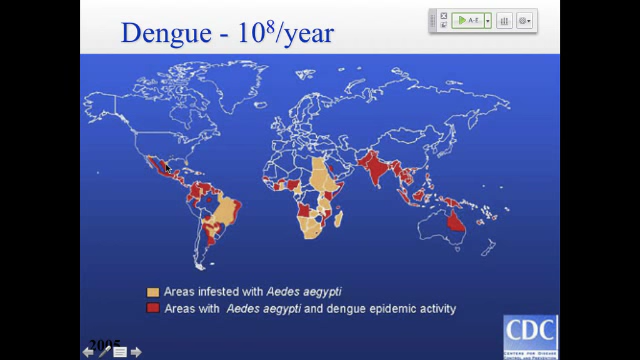 Dengue - 10⁸/year
A-E
Areas infested with Aedes aegypti
Areas with Aedes aegypti and dengue epidemic activity
2005
CDC
CENTERS FOR DISEASE
CONTROL AND PREVENTION